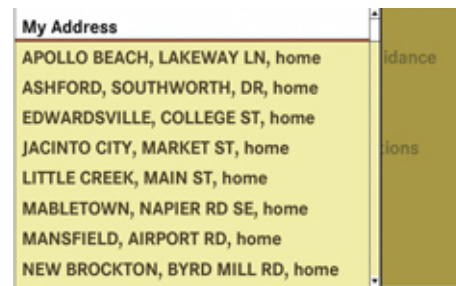 My Address
APOLLO BEACH, LAKEWAY LN, home
idance
ASHFORD, SOUTHWORTH, DR, home
EDWARDSVILLE, COLLEGE ST, home
JACINTO CITY, MARKET ST, home
tions
LITTLE CREEK, MAIN ST, home
MABLETOWN, NAPIER RD SE, home
MANSFIELD, AIRPORT RD, home
NEW BROCKTON, BYRD MILL RD, home